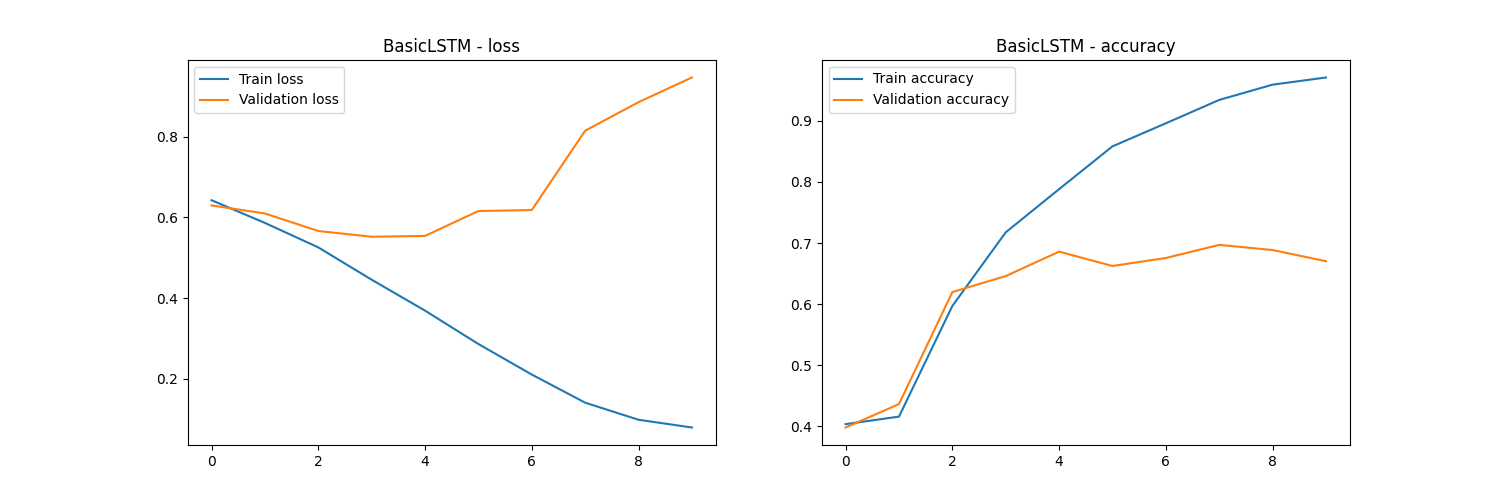 BasicLSTM - loss
Train loss
Validation loss
0.8
0.6
0.4
0.2
0 2 4 6 8
BasicLSTM - accuracy
Train accuracy
Validation accuracy
0.9
0.8
0.7
0.6
0.5
0.4
0 2 4 6 8